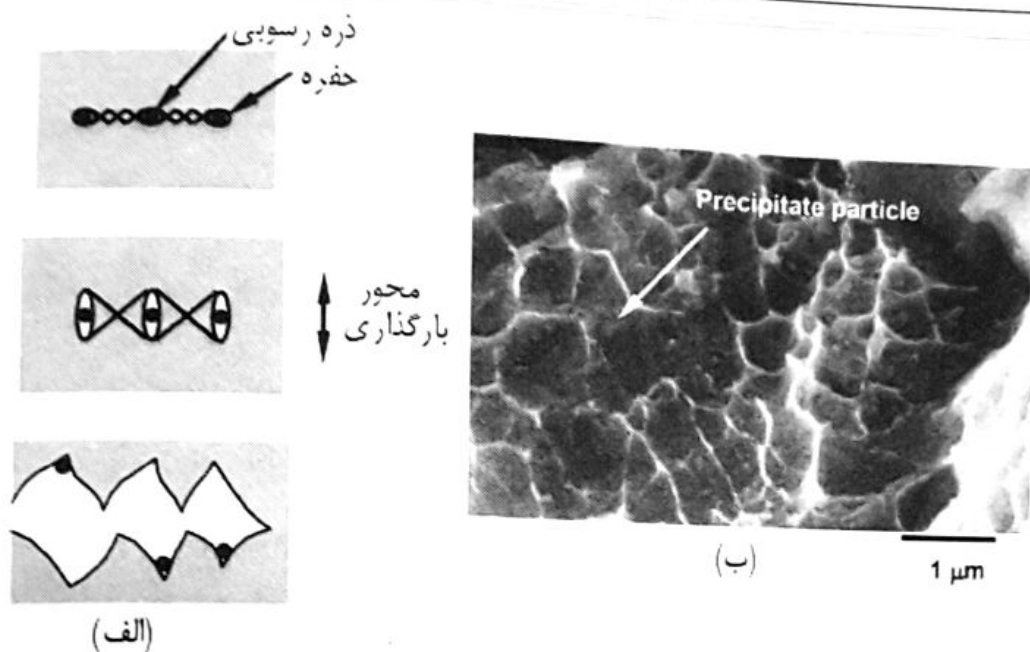 ذره رسوبی
حفره
محور
بارگذاری
(الف)
Precipitate particle
(ب)
1 μm